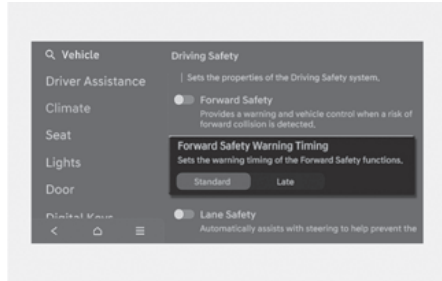 Vehicle
Driver Assistance
Climate
Seat
Lights
Door
Digital Keys
Driving Safety
Sets the properties of the Driving Safety system.
Forward Safety
Provides a warning and vehicle control when a risk of
forward collision is detected.
Forward Safety Warning Timing
Sets the warning timing of the Forward Safety functions.
Standard
Late
Lane Safety
Automatically assists with steering to help prevent the